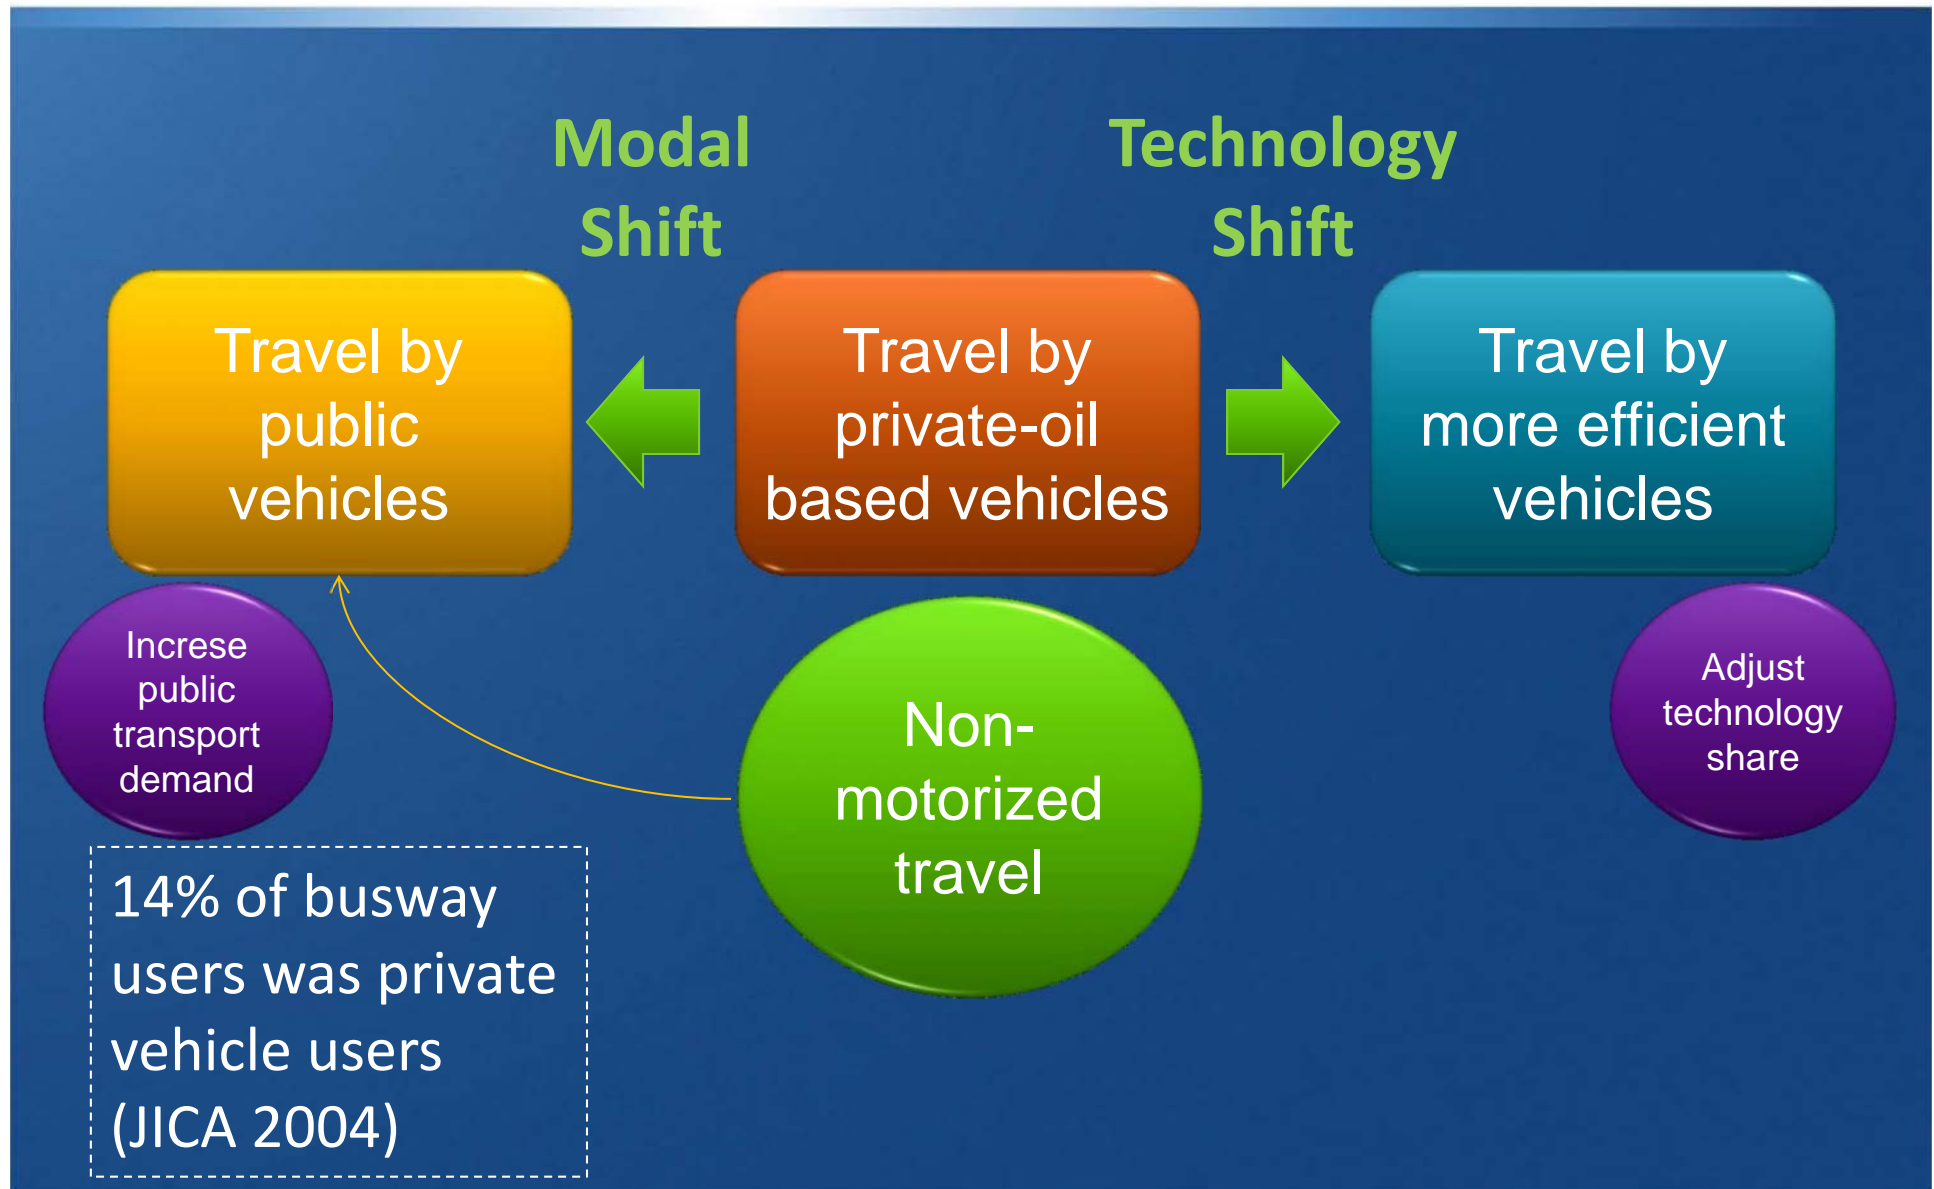 Modal
Shift
Technology
Shift
Travel by
public
vehicles
Travel by
private-oil
based vehicles
Travel by
more efficient
vehicles
Increse
public
transport
demand
Non-
motorized
travel
Adjust
technology
share
14% of busway
users was private
vehicle users
(JICA 2004)